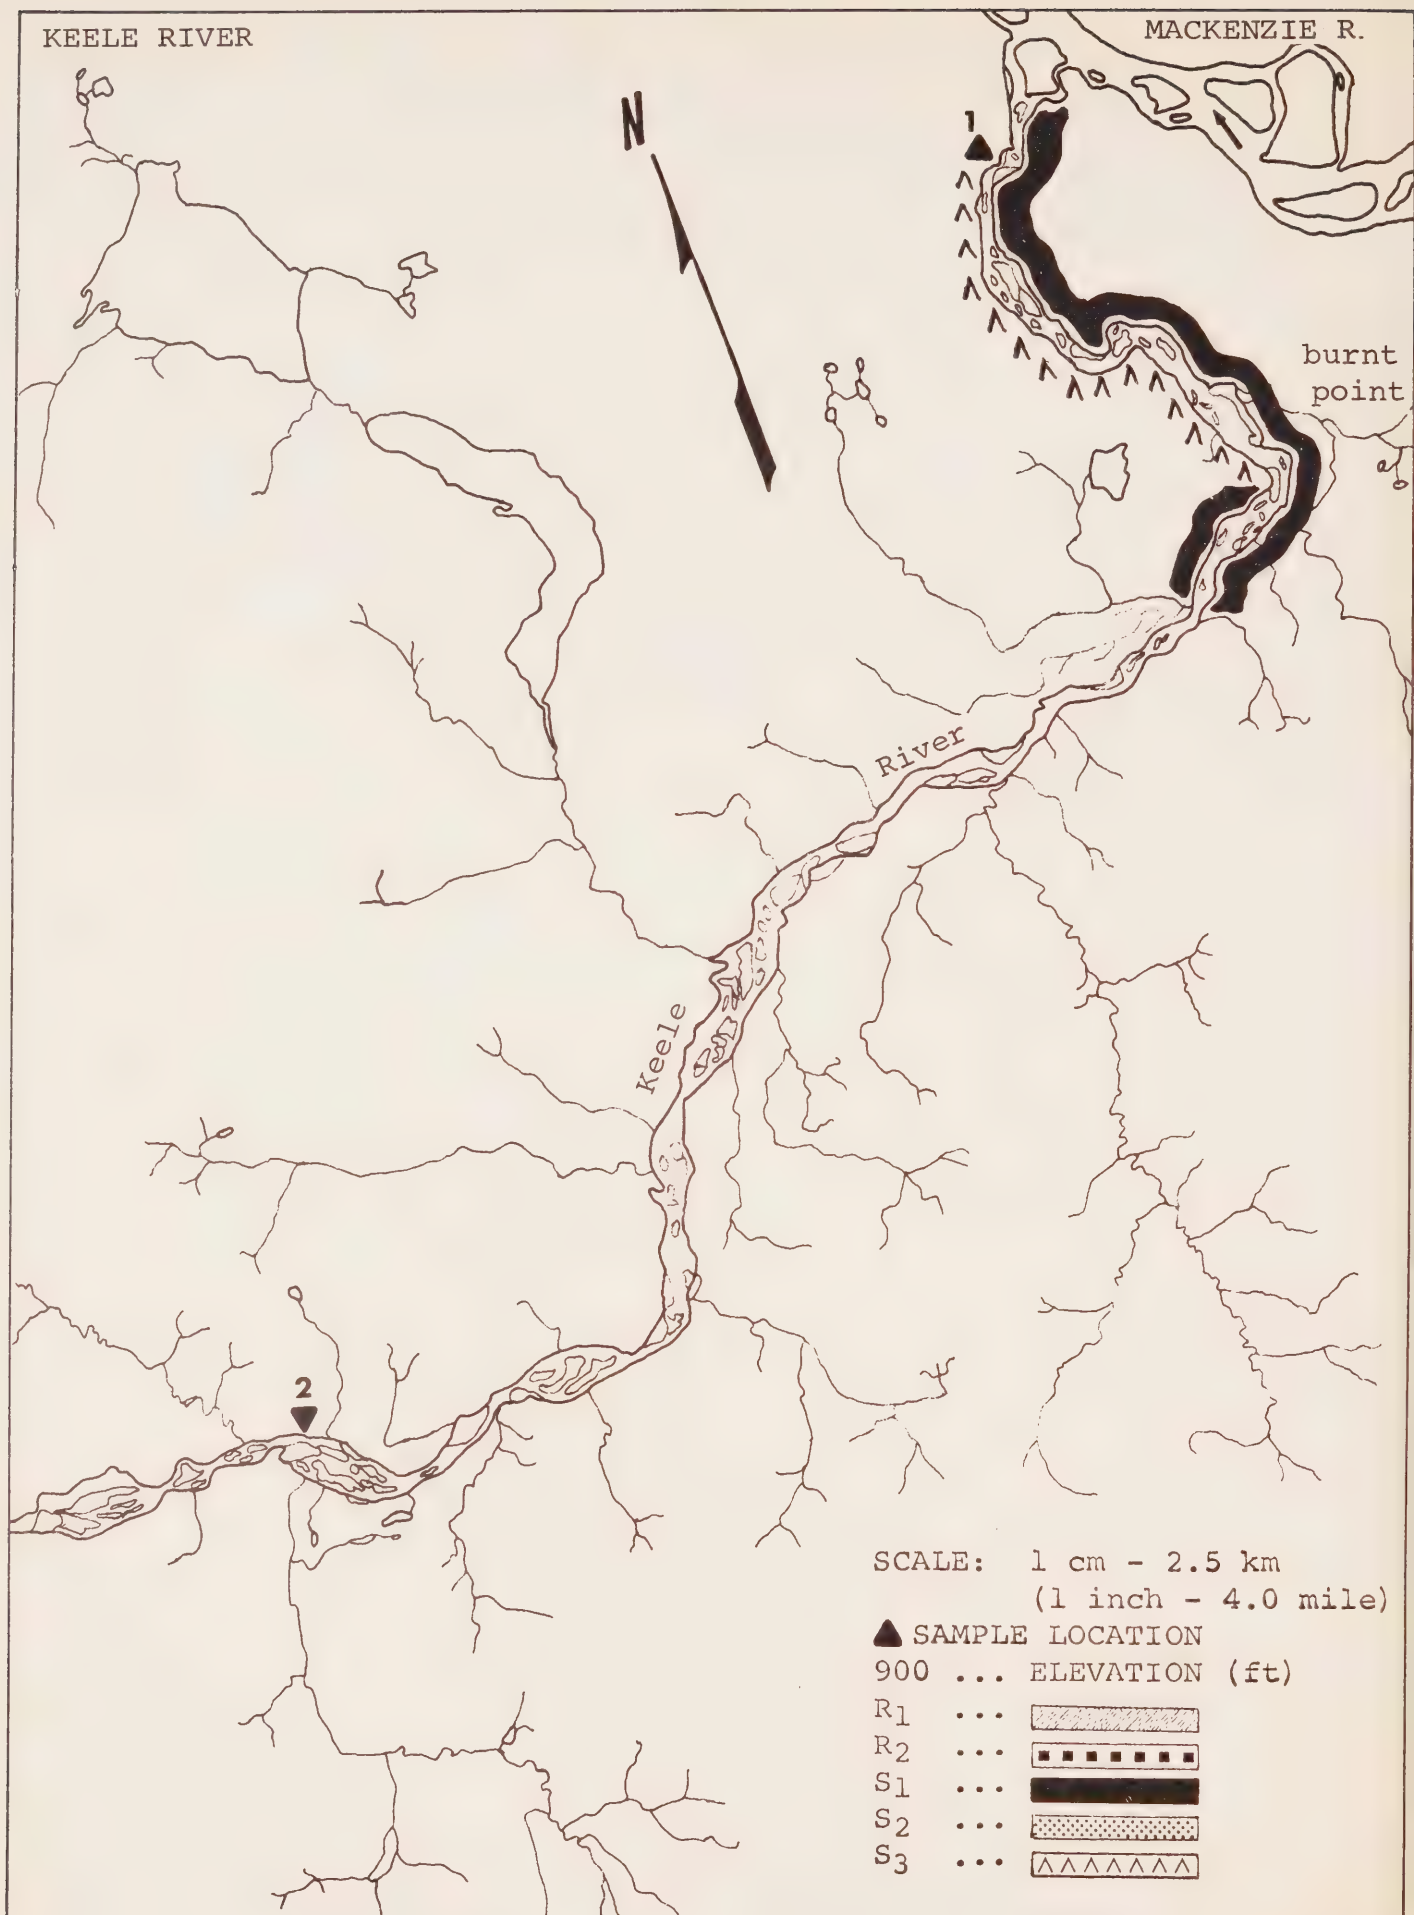 KEELE RIVER
MACKENZIE R.
N
1
burnt
point
River
Keele
2
SCALE: 1 cm - 2.5 km
(1 inch - 4.0 mile)
SAMPLE LOCATION
900 ... ELEVATION (ft)
R1 ...
R2 ...
S1 ...
S2 ...
S3 ...